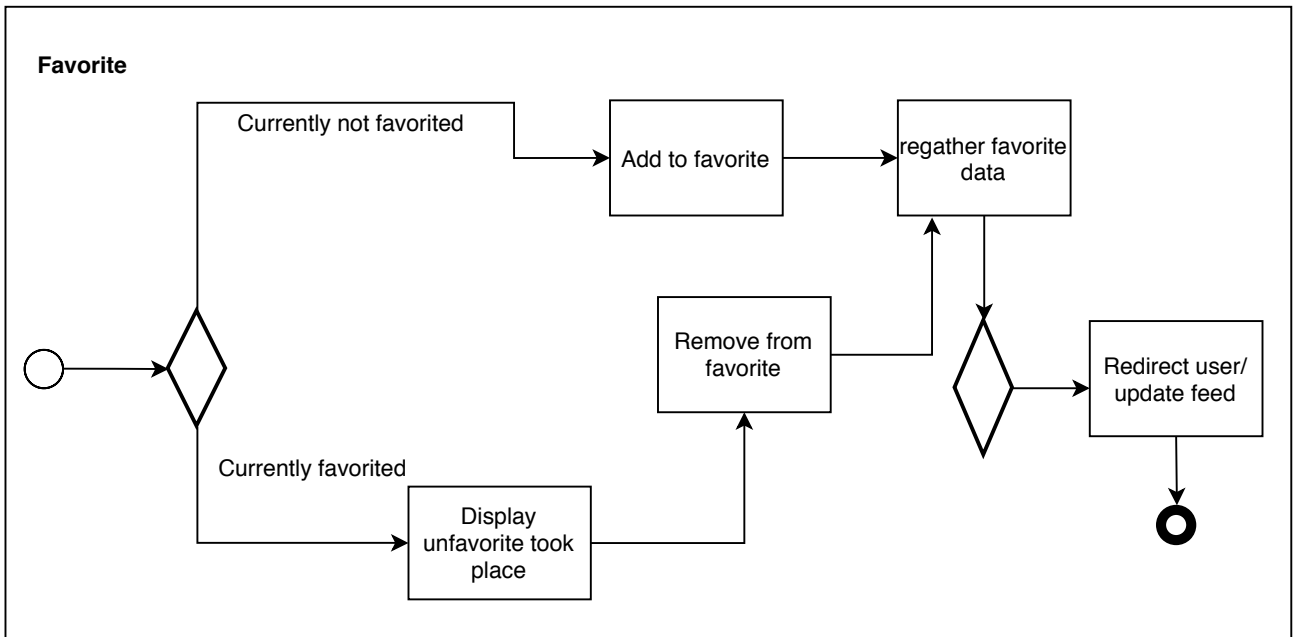 Favorite
Currently not favorited
Add to favorite
regather favorite
data
Remove from
favorite
Redirect user/
update feed
Currently favorited
Display
unfavorite took
place